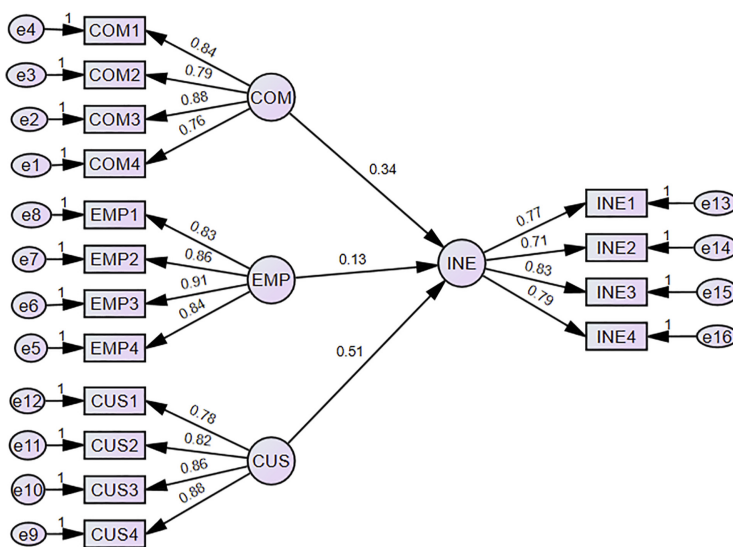 e4 1 COM1
0.84
e3 1 COM2
0.79
COM
e2 1 COM3
0.88
e1 1 COM4
0.76
0.34
e8 1 EMP1
0.83
e7 1 EMP2
0.86
EMP
e6 1 EMP3
0.91
e5 1 EMP4
0.84
0.13
INE
INE1 1 e13
0.77
INE2 1 e14
0.71
INE3 1 e15
0.83
INE4 1 e16
0.79
0.51
e12 1 CUS1
0.78
e11 1 CUS2
0.82
CUS
e10 1 CUS3
0.86
e9 1 CUS4
0.88